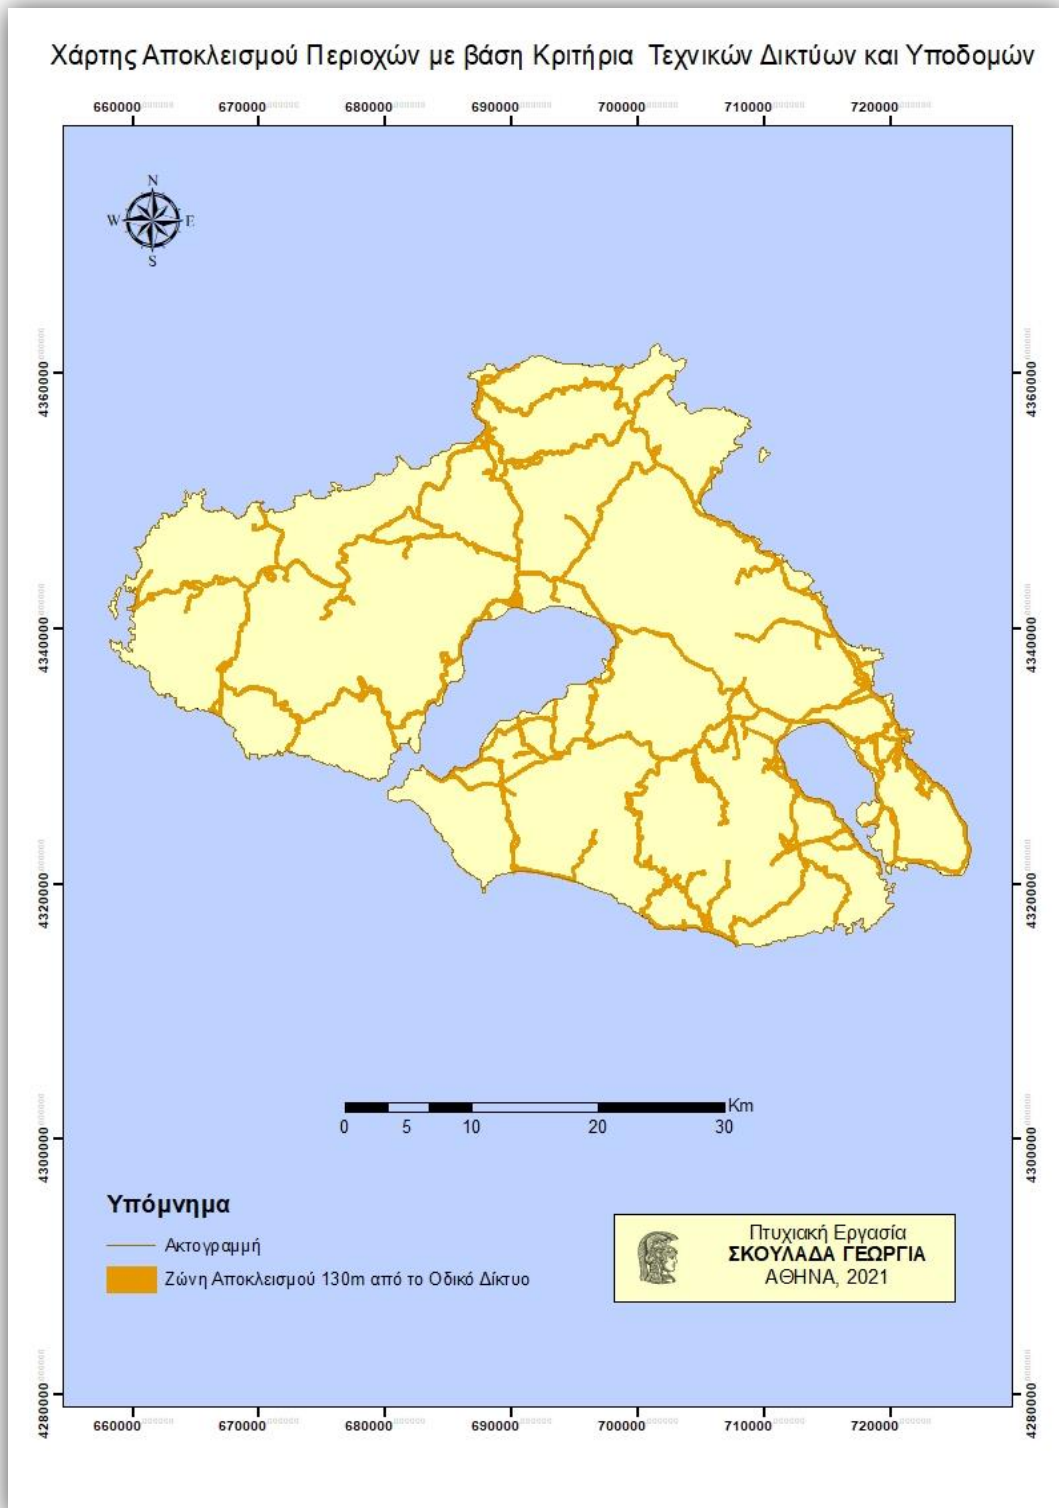 Χάρτης Αποκλεισμού Περιοχών με βάση Κριτήρια Τεχνικών Δικτύων και Υποδομών
660000 670000 680000 690000 700000 710000 720000
N
W E
S
4360000 4360000
4340000 4340000
4320000 4320000
4300000 4300000
4280000 4280000
Km
0 5 10 20 30
Υπόμνημα
Ακτογραμμή
Ζώνη Αποκλεισμού 130m από το Οδικό Δίκτυο
Πτυχιακή Εργασία
ΣΚΟΥΛΑΔΑ ΓΕΩΡΓΙΑ
ΑΘΗΝΑ, 2021
660000 670000 680000 690000 700000 710000 720000